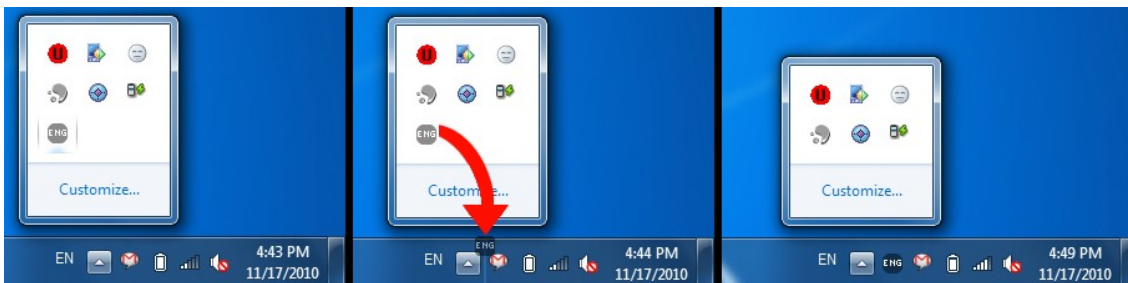 U
ENG
Customize...
EN
4:43 PM
11/17/2010
U
ENG
Customize...
ENG
EN
4:44 PM
11/17/2010
U
Customize...
EN
ENG
4:49 PM
11/17/2010